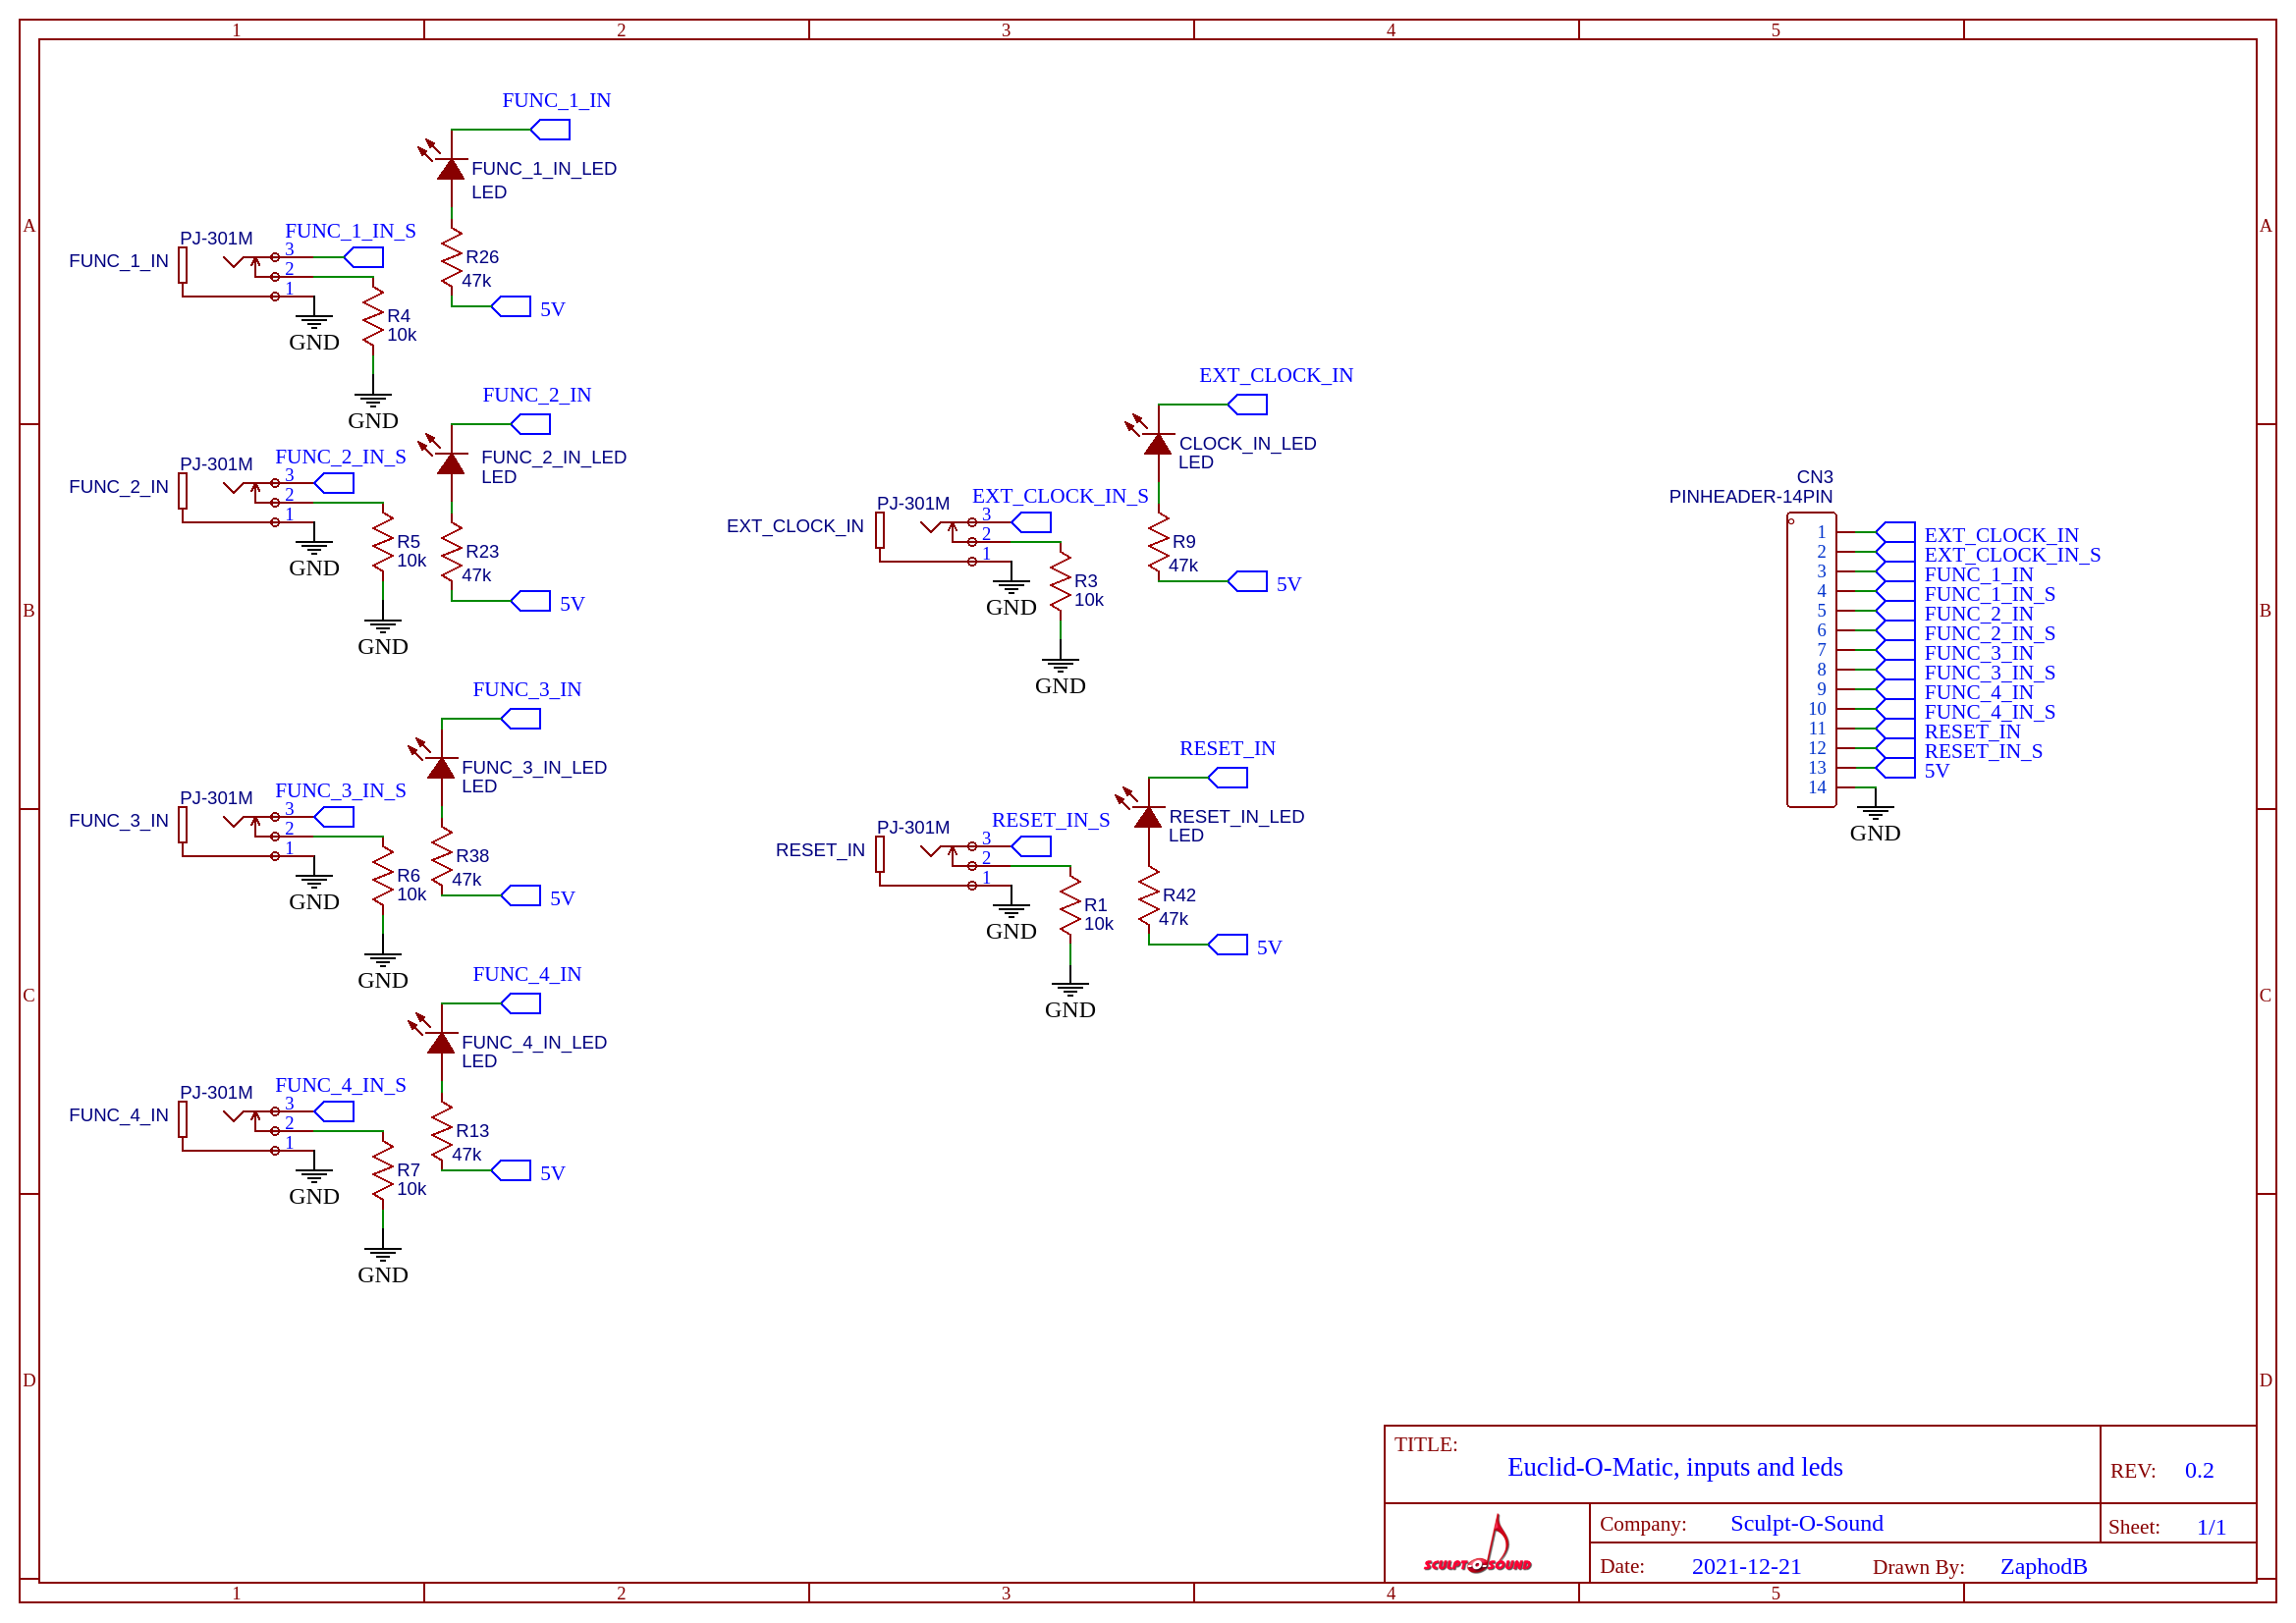 1 2 3 4 5
A
A
FUNC_1_IN
FUNC_1_IN_LED
LED
PJ-301M
FUNC_1_IN
FUNC_1_IN_S
3
2
1
GND
R26
47k
5V
R4
10k
GND
B
B
FUNC_2_IN
FUNC_2_IN_LED
LED
PJ-301M
FUNC_2_IN
FUNC_2_IN_S
3
2
1
GND
R5
10k
GND
R23
47k
5V
FUNC_3_IN
FUNC_3_IN_LED
LED
PJ-301M
FUNC_3_IN
FUNC_3_IN_S
3
2
1
GND
R6
10k
GND
R38
47k
5V
C
C
FUNC_4_IN
FUNC_4_IN_LED
LED
PJ-301M
FUNC_4_IN
FUNC_4_IN_S
3
2
1
GND
R7
10k
GND
R13
47k
5V
EXT_CLOCK_IN
CLOCK_IN_LED
LED
PJ-301M
EXT_CLOCK_IN
EXT_CLOCK_IN_S
3
2
1
GND
R3
10k
GND
R9
47k
5V
RESET_IN
RESET_IN_LED
LED
PJ-301M
RESET_IN
RESET_IN_S
3
2
1
GND
R1
10k
GND
R42
47k
5V
CN3
PINHEADER-14PIN
1 EXT_CLOCK_IN
2 EXT_CLOCK_IN_S
3 FUNC_1_IN
4 FUNC_1_IN_S
5 FUNC_2_IN
6 FUNC_2_IN_S
7 FUNC_3_IN
8 FUNC_3_IN_S
9 FUNC_4_IN
10 FUNC_4_IN_S
11 RESET_IN
12 RESET_IN_S
13 5V
14
GND
D
D
TITLE:
Euclid-O-Matic, inputs and leds
REV: 0.2
SCULPT-O-SOUND
Company: Sculpt-O-Sound
Sheet: 1/1
Date: 2021-12-21
Drawn By: ZaphodB
1 2 3 4 5